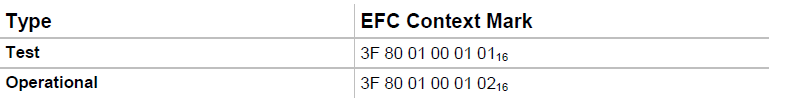 Type EFC Context Mark
Test 3F 80 01 00 01 01₁₆
Operational 3F 80 01 00 01 02₁₆